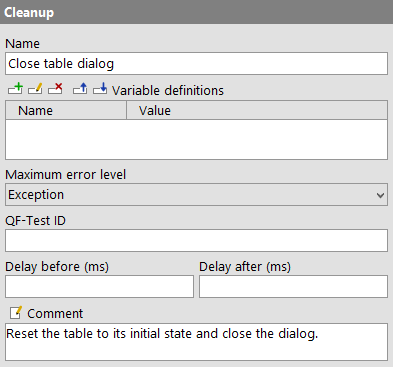 Cleanup
Name
Close table dialog
Variable definitions
Name Value
Maximum error level
Exception
QF-Test ID
Delay before (ms) Delay after (ms)
Comment
Reset the table to its initial state and close the dialog.